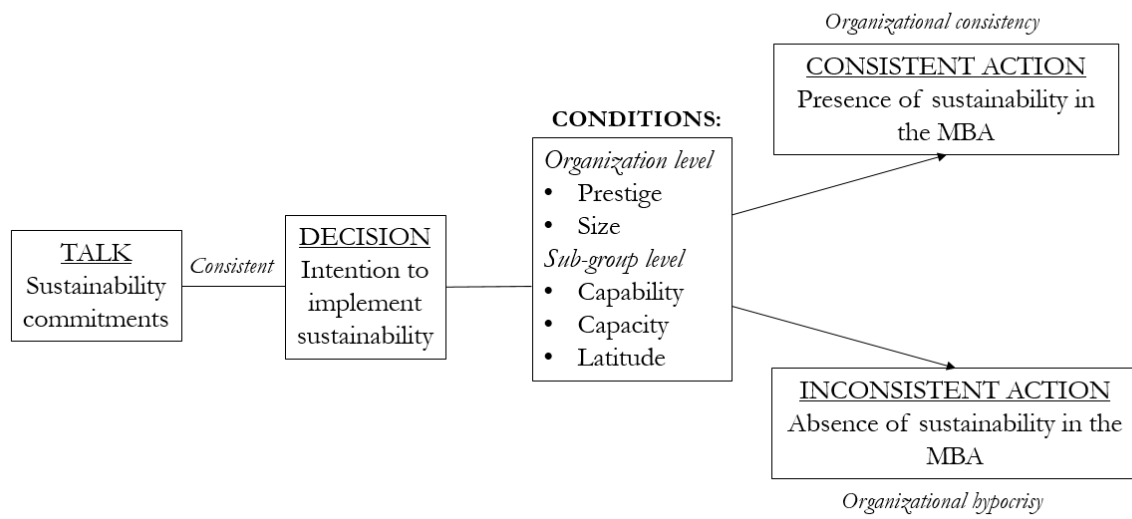 TALK
Sustainability
commitments
Consistent
DECISION
Intention to
implement
sustainability
CONDITIONS:
Organization level
• Prestige
• Size
Sub-group level
• Capability
• Capacity
• Latitude
Organizational consistency
CONSISTENT ACTION
Presence of sustainability in
the MBA
INCONSISTENT ACTION
Absence of sustainability in the
MBA
Organizational hypocrisy